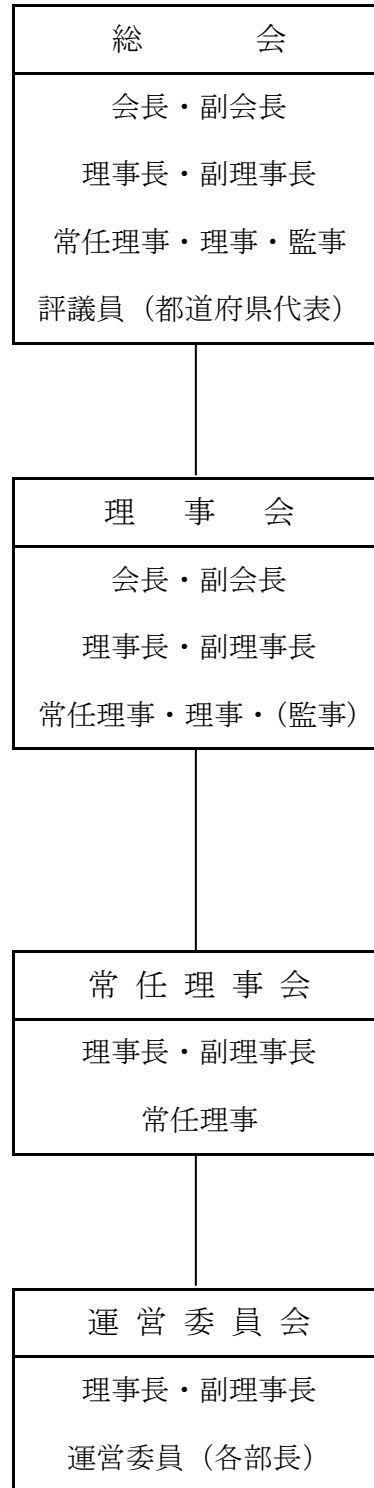 総　　　会
会長・副会長
理事長・副理事長
常任理事・理事・監事
評議員（都道府県代表）
理　事　会
会長・副会長
理事長・副理事長
常任理事・理事・（監事）
常 任 理 事 会
理事長・副理事長
常任理事
運 営 委 員 会
理事長・副理事長
運営委員（各部長）